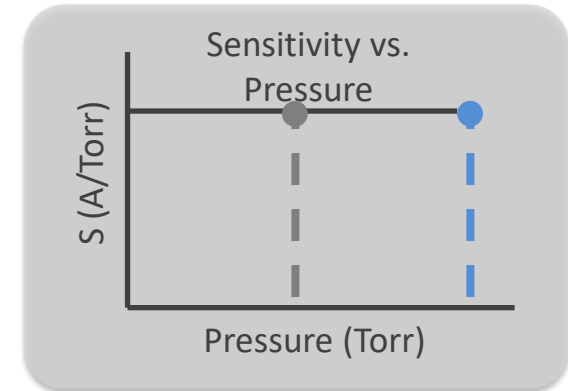 Sensitivity vs.
Pressure
S (A/Torr)
Pressure (Torr)